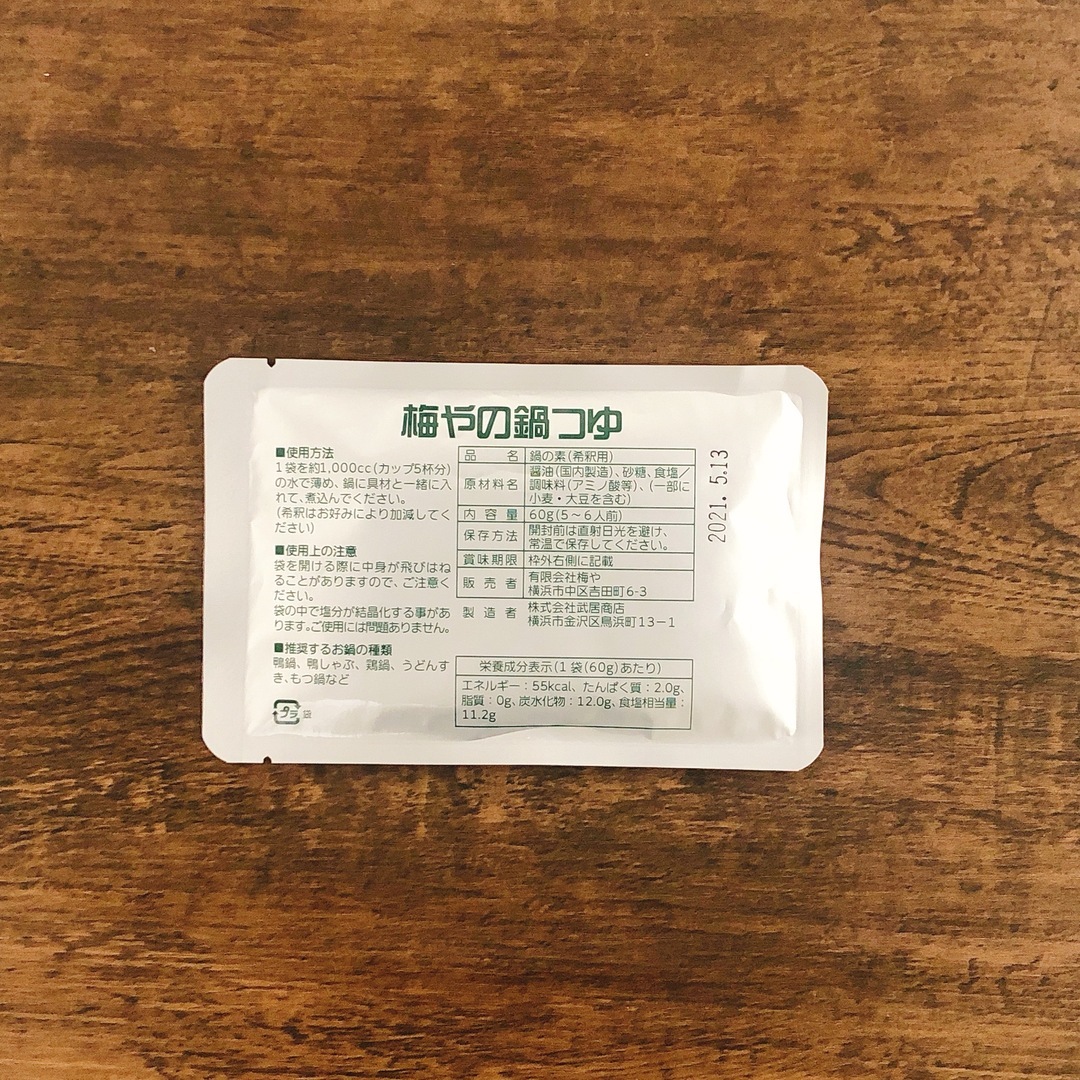 梅やの鍋つゆ
■使用方法
1袋を約1,000cc(カップ5杯分)
の水で薄め、鍋に具材と一緒に入
れて、煮込んでください。
(希釈はお好みにより加減してく
ださい)
■使用上の注意
袋を開ける際に中身が飛びはね
ることがありますので、ご注意く
ださい。
袋の中で塩分が結晶化する事があ
ります。ご使用には問題ありません。
■推奨するお鍋の種類
鴨鍋、鴨しゃぶ、鶏鍋、うどんす
き、もつ鍋など
プラ 袋
品名 鍋の素(希釈用)
原材料名 醤油(国内製造)、砂糖、食塩/
調味料(アミノ酸等)、(一部に
小麦・大豆を含む)
内容量 60g(5~6人前)
保存方法 開封前は直射日光を避け、
常温で保存してください。
賞味期限 枠外右側に記載
販売者 有限会社梅や
横浜市中区吉田町6-3
製造者 株式会社武居商店
横浜市金沢区鳥浜町13-1
栄養成分表示(1袋(60g)あたり)
エネルギー:55kcal、たんぱく質:2.0g、
脂質:0g、炭水化物:12.0g、食塩相当量:
11.2g
2021. 5.13